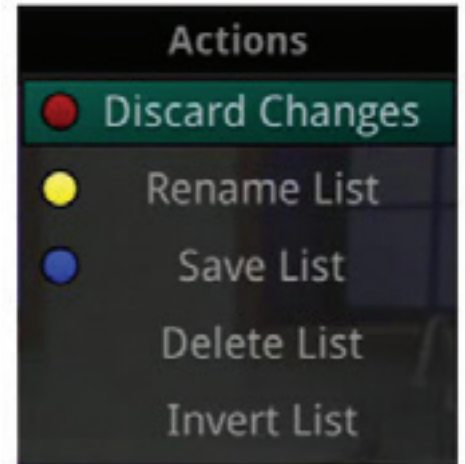 Actions
Discard Changes
Rename List
Save List
Delete List
Invert List